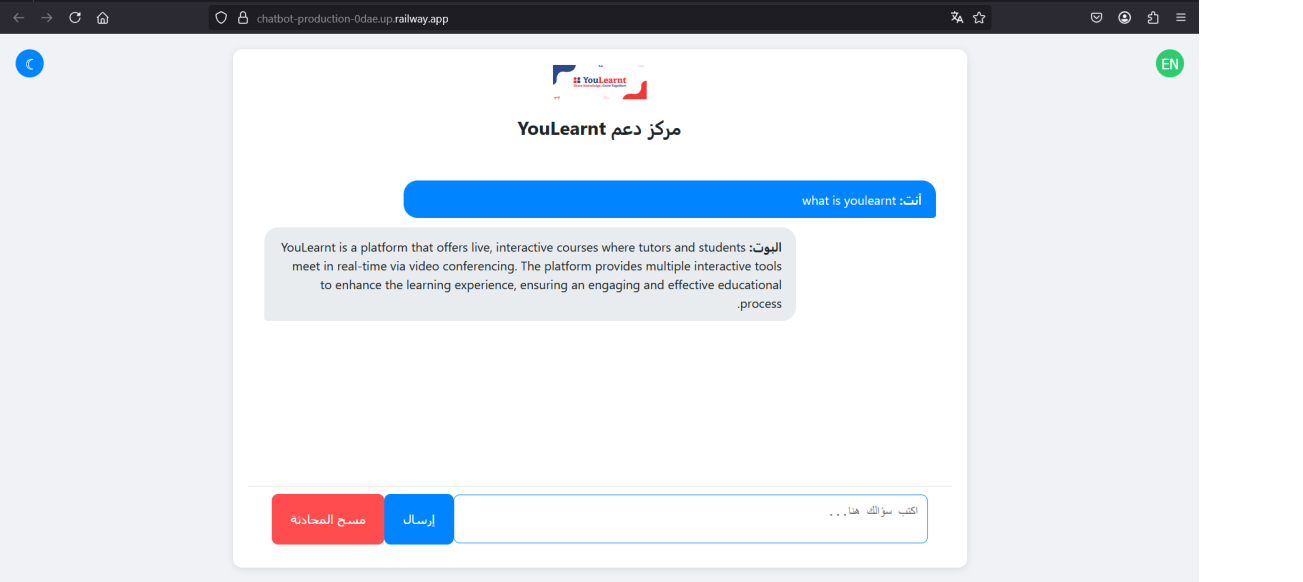 chatbot-production-0dae.up.railway.app
EN
YouLearnt
Share Knowledge, Grow Together!
مركز دعم YouLearnt
أنت: what is youlearnt
البوت: YouLearnt is a platform that offers live, interactive courses where tutors and students
meet in real-time via video conferencing. The platform provides multiple interactive tools
to enhance the learning experience, ensuring an engaging and effective educational
process.
اكتب سؤالك هنا...
إرسال
مسح المحادثة